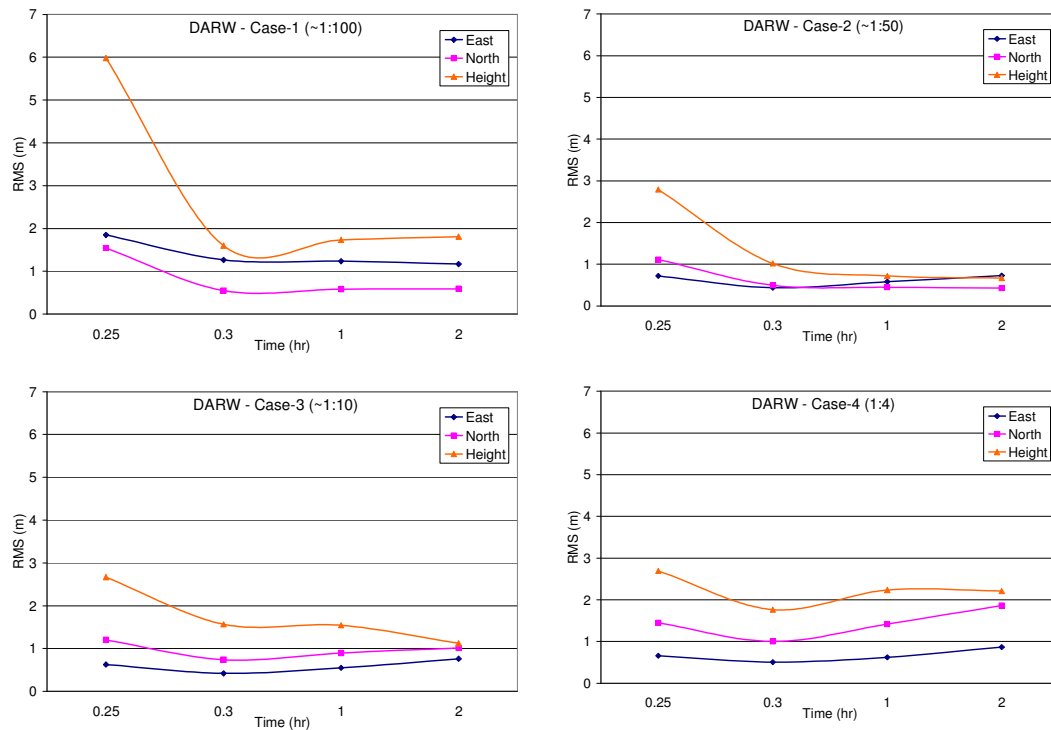 DARW - Case-1 (~1:100)
East
North
Height
RMS (m)
7
6
5
4
3
2
1
0
0.25
0.3
1
2
Time (hr)
DARW - Case-2 (~1:50)
East
North
Height
RMS (m)
7
6
5
4
3
2
1
0
0.25
0.3
1
2
Time (hr)
DARW - Case-3 (~1:10)
East
North
Height
RMS (m)
7
6
5
4
3
2
1
0
0.25
0.3
1
2
Time (hr)
DARW - Case-4 (1:4)
East
North
Height
RMS (m)
7
6
5
4
3
2
1
0
0.25
0.3
1
2
Time (hr)